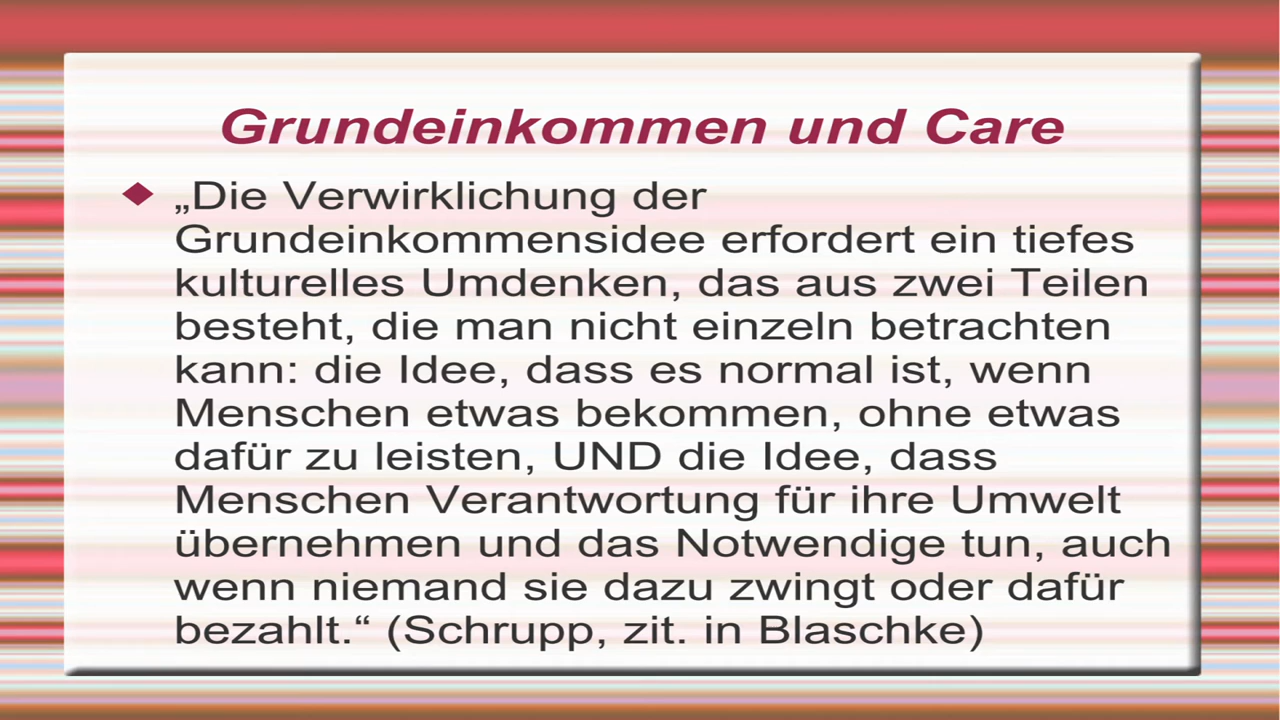 Grundeinkommen und Care
„Die Verwirklichung der
Grundeinkommensidee erfordert ein tiefes
kulturelles Umdenken, das aus zwei Teilen
besteht, die man nicht einzeln betrachten
kann: die Idee, dass es normal ist, wenn
Menschen etwas bekommen, ohne etwas
dafür zu leisten, UND die Idee, dass
Menschen Verantwortung für ihre Umwelt
übernehmen und das Notwendige tun, auch
wenn niemand sie dazu zwingt oder dafür
bezahlt.“ (Schrupp, zit. in Blaschke)